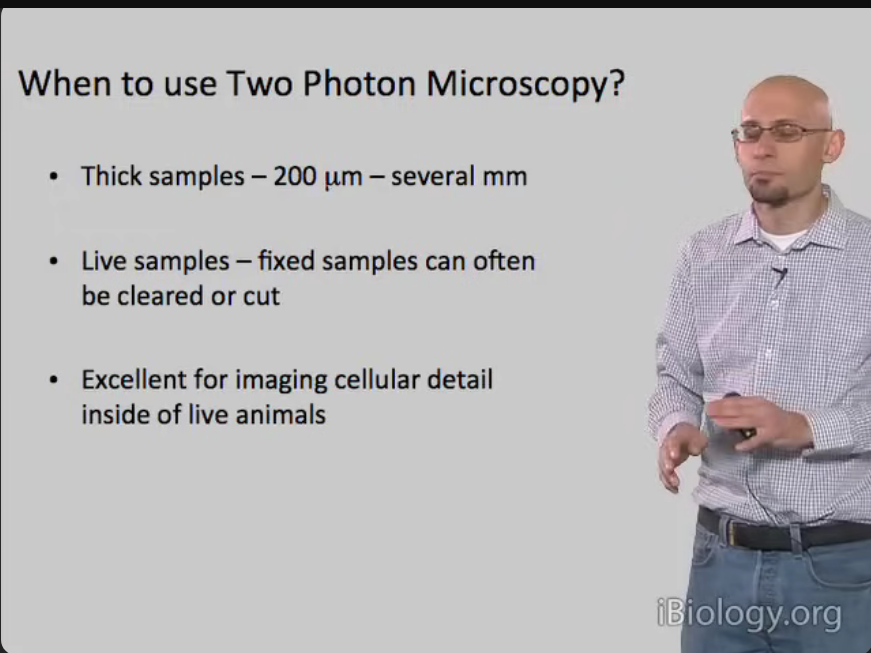 When to use Two Photon Microscopy?
• Thick samples – 200 μm – several mm
• Live samples – fixed samples can often
be cleared or cut
• Excellent for imaging cellular detail
inside of live animals
iBiology.org